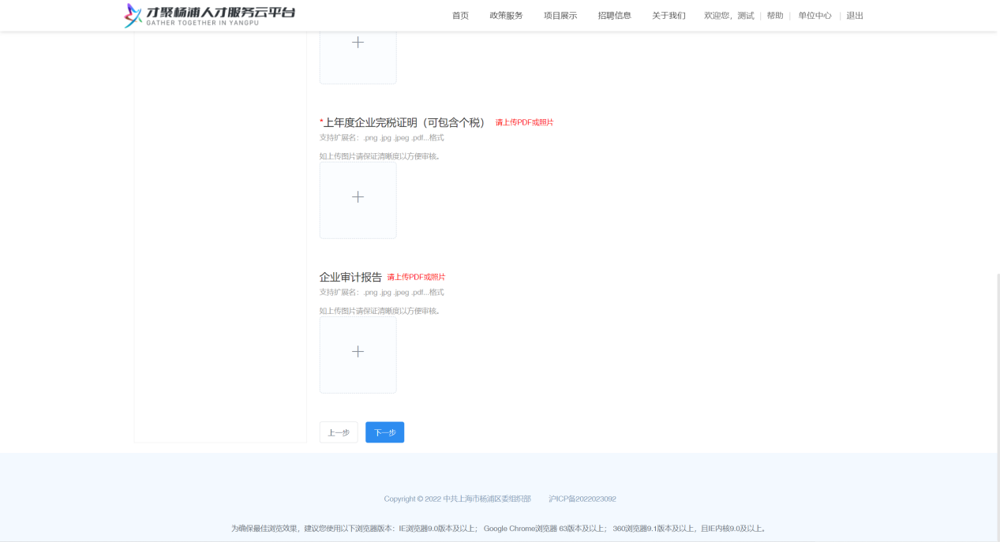 才聚杨浦人才服务云平台
GATHER TOGETHER IN YANGPU
首页 政策服务 项目展示 招聘信息 关于我们 欢迎您，测试 | 帮助 | 单位中心 | 退出
*上年度企业完税证明（可包含个税） 请上传PDF或照片
支持扩展名：.png .jpg .jpeg .pdf...格式
如上传图片请保证清晰度以方便审核。
企业审计报告 请上传PDF或照片
支持扩展名：.png .jpg .jpeg .pdf...格式
如上传图片请保证清晰度以方便审核。
上一步 下一步
Copyright © 2022 中共上海市杨浦区委组织部 沪ICP备2022023092
为确保最佳浏览效果，建议您使用以下浏览器版本：IE浏览器9.0版本及以上； Google Chrome浏览器 63版本及以上； 360浏览器9.1版本及以上，且IE内核9.0及以上。